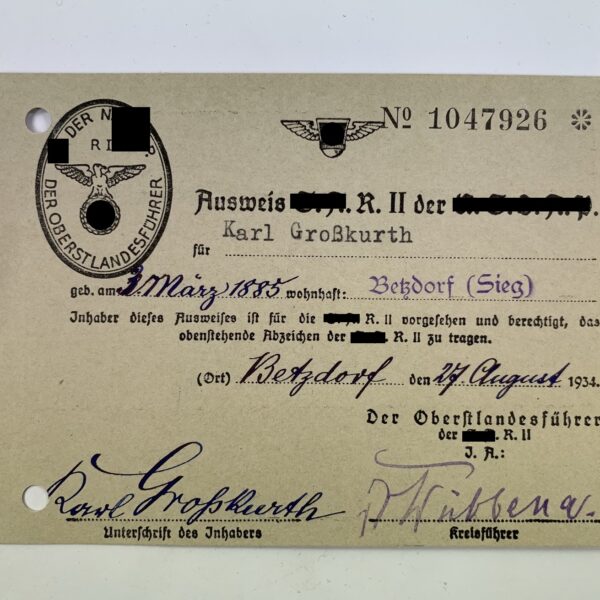 DER N
R I
DER OBERSTLANDESFÜHRER
№ 1047926 *
Ausweis R. II der
Karl Großkurth
für
geb. am März 1885 wohnhaft: Betzdorf (Sieg)
Inhaber dieses Ausweises ist für die R. II vorgesehen und berechtigt, das
obenstehende Abzeichen der R. II zu tragen.
(Ort) Betzdorf den 27. August 1934.
Der Oberstlandesführer
der R. II
J. A.:
Karl Großkurth
Unterschrift des Inhabers
Kreisführer